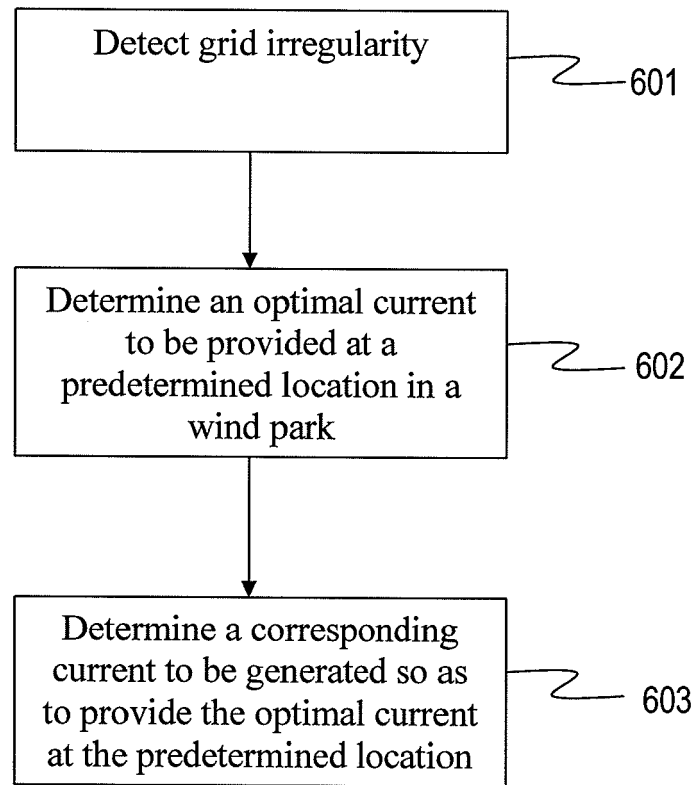 Detect grid irregularity
601
Determine an optimal current
to be provided at a
predetermined location in a
wind park
602
Determine a corresponding
current to be generated so as
to provide the optimal current
at the predetermined location
603